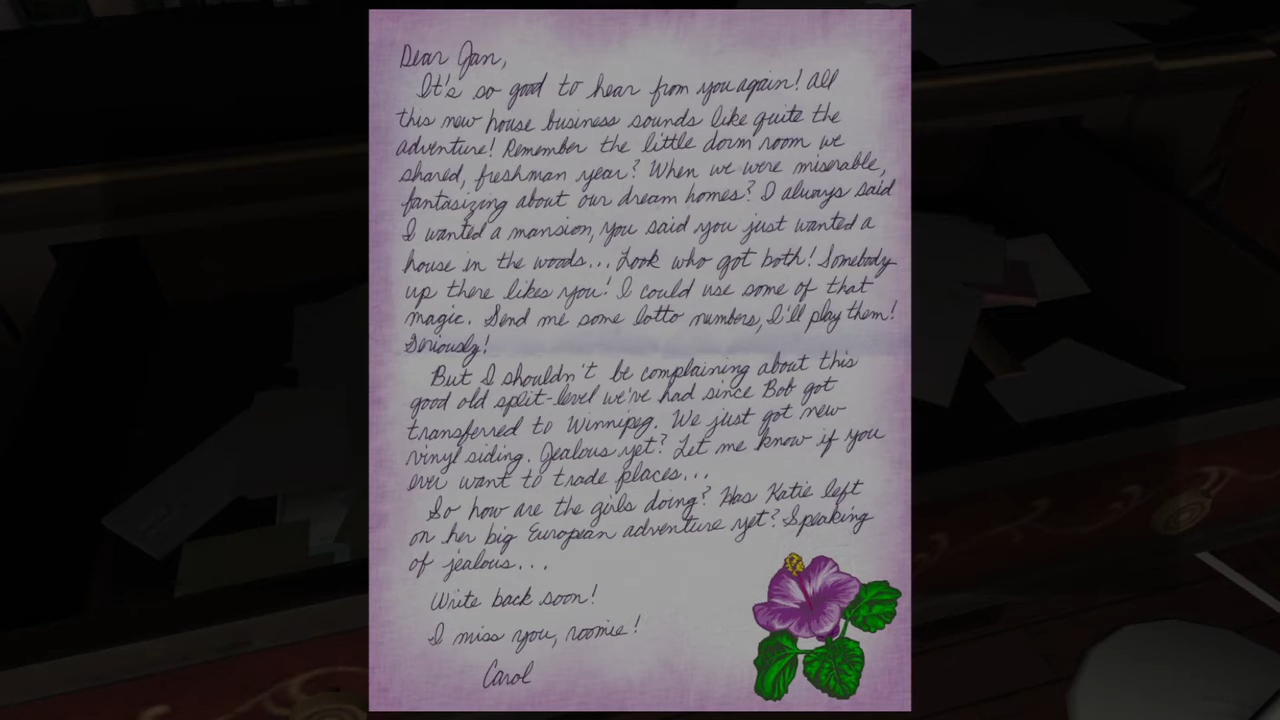 Dear Jan,
It's so good to hear from you again! All
this new house business sounds like quite the
adventure! Remember the little dorm room we
shared, freshman year? When we were miserable,
fantasizing about our dream homes? I always said
I wanted a mansion, you said you just wanted a
house in the woods... Look who got both! Somebody
up there likes you! I could use some of that
magic. Send me some lotto numbers, I'll play them!
Seriously!
But I shouldn't be complaining about this
good old split-level we've had since Bob got
transferred to Winnipeg. We just got new
vinyl siding. Jealous yet? Let me know if you
ever want to trade places...
So how are the girls doing? Has Katie left
on her big European adventure yet? Speaking
of jealous...
Write back soon!
I miss you, roomie!
Carol